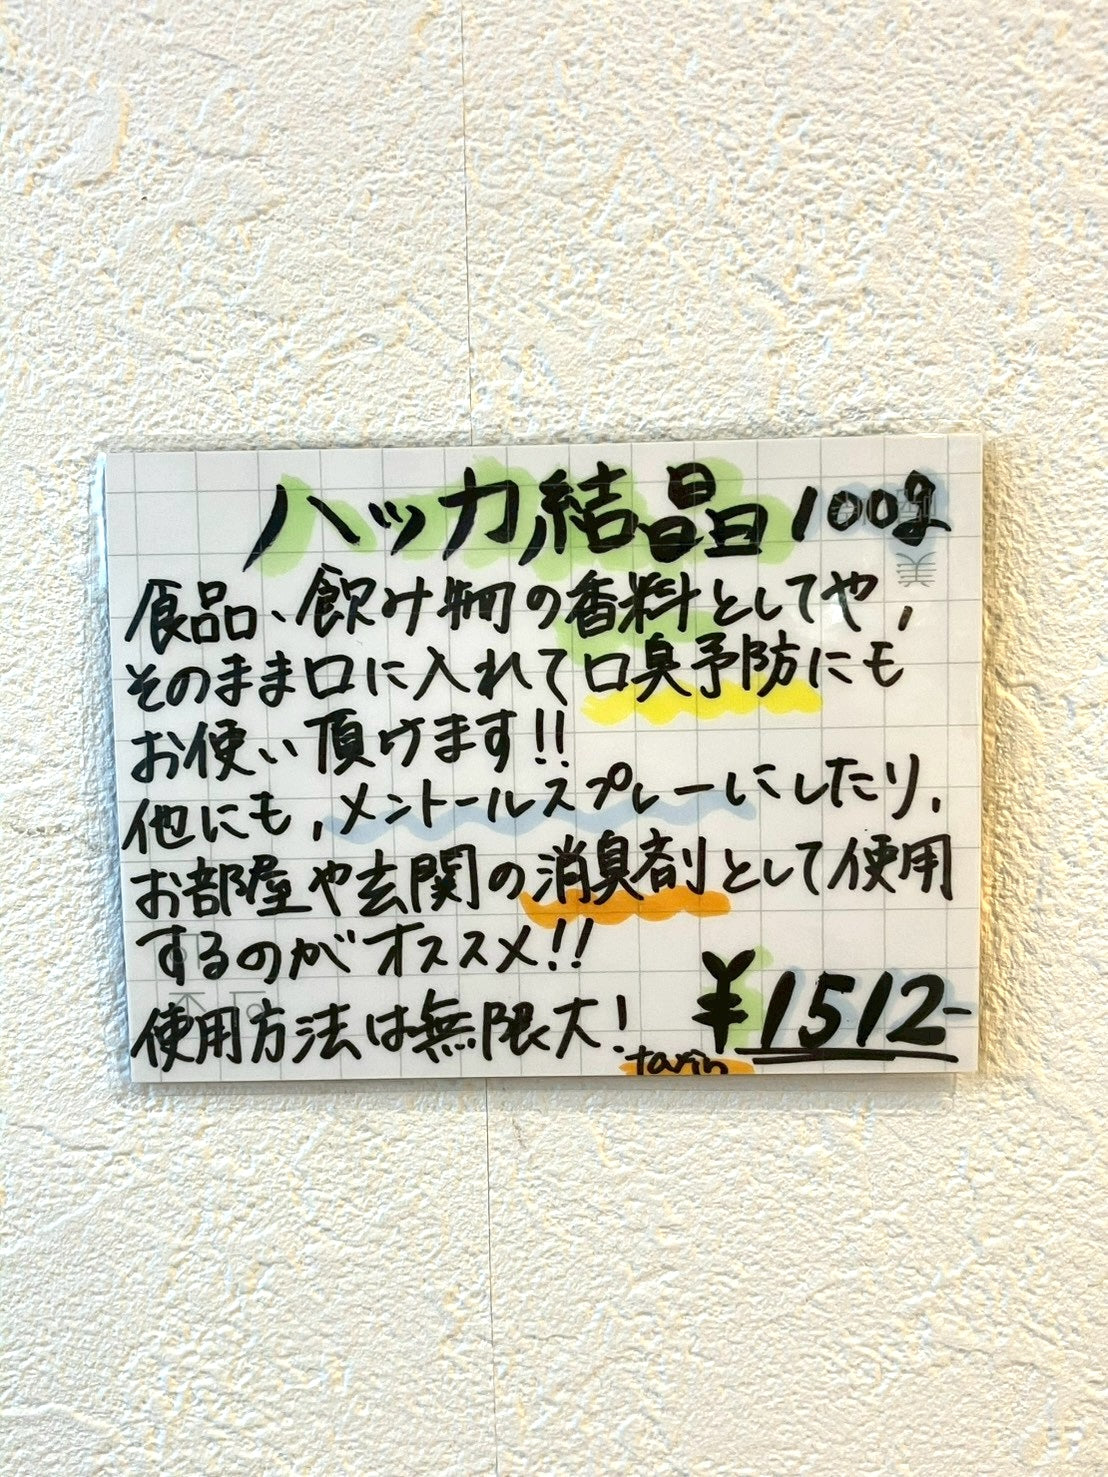 ハッカ結晶 100g
食品、飲み物の香料としてや,
そのまま口に入れて口臭予防にも
お使い頂けます!!
他にも,メントールスプレーにしたり,
お部屋や玄関の消臭剤として使用
するのがオススメ!!
使用方法は無限大!
¥1512-